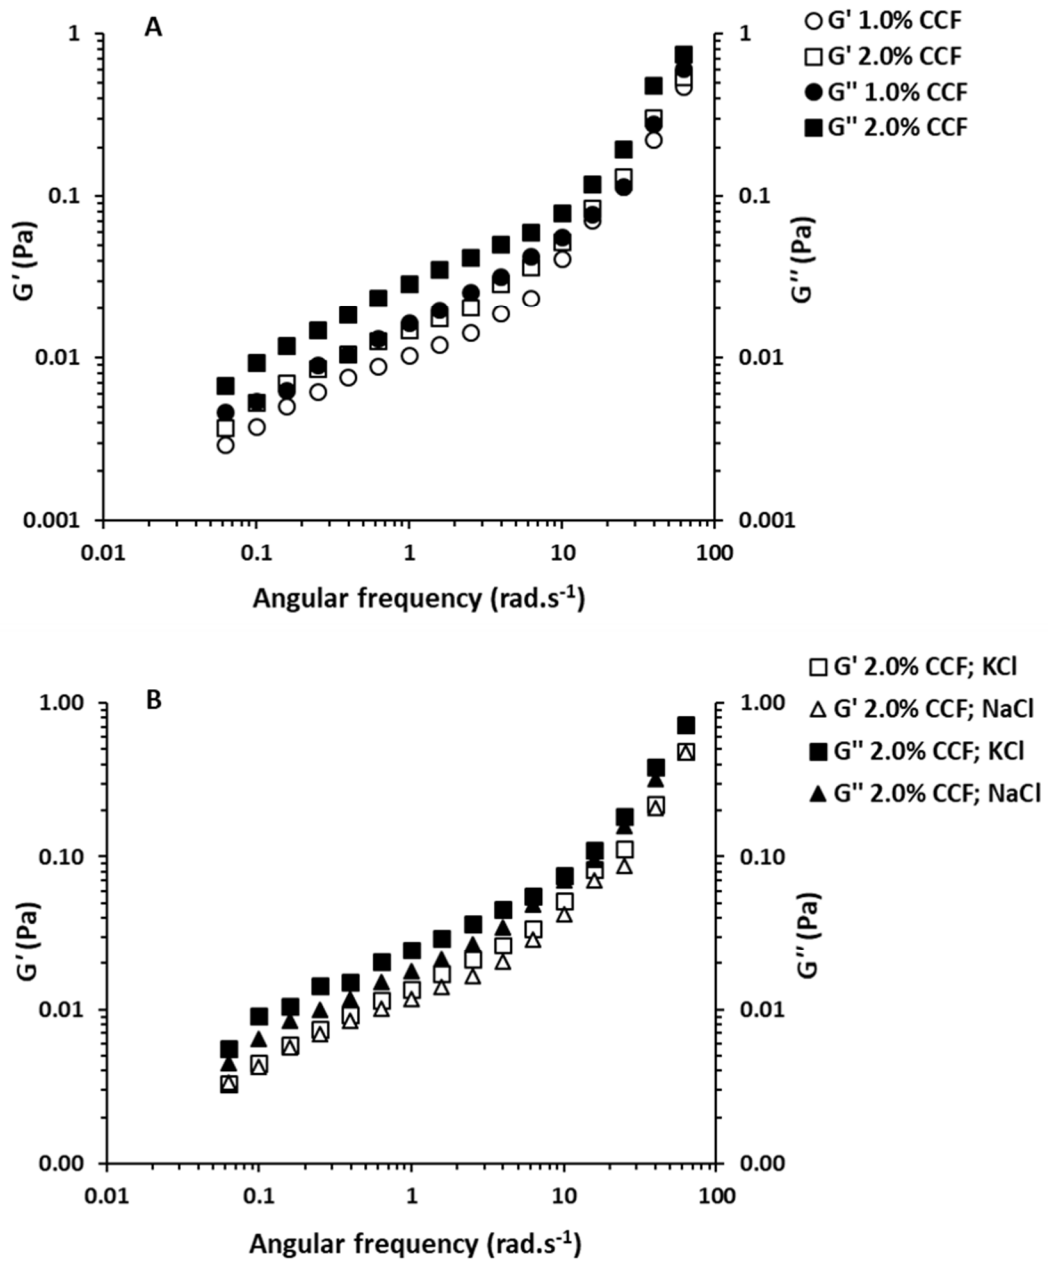 A
G' 1.0% CCF
G' 2.0% CCF
G'' 1.0% CCF
G'' 2.0% CCF
1
0.1
0.01
0.001
G' (Pa)
1
0.1
0.01
0.001
G'' (Pa)
0.01 0.1 1 10 100
Angular frequency (rad.s-1)
B
G' 2.0% CCF; KCl
G' 2.0% CCF; NaCl
G'' 2.0% CCF; KCl
G'' 2.0% CCF; NaCl
1.00
0.10
0.01
0.00
G' (Pa)
1.00
0.10
0.01
0.00
G'' (Pa)
0.01 0.1 1 10 100
Angular frequency (rad.s-1)